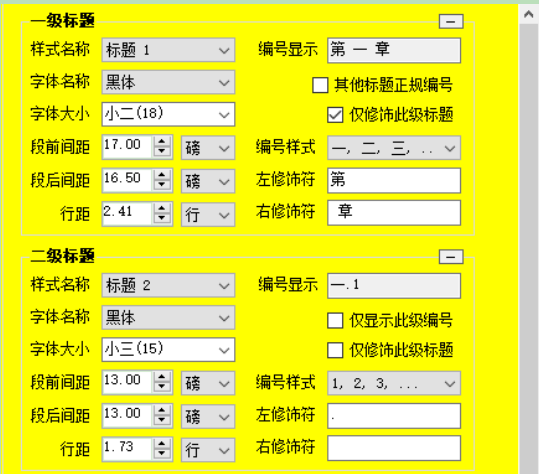 一级标题
样式名称 标题 1 编号显示 第 一 章
字体名称 黑体 其他标题正规编号
字体大小 小二(18) 仅修饰此级标题
段前间距 17.00 磅 编号样式 一, 二, 三, ..
段后间距 16.50 磅 左修饰符 第
行距 2.41 行 右修饰符 章
二级标题
样式名称 标题 2 编号显示 一.1
字体名称 黑体 仅显示此级编号
字体大小 小三(15) 仅修饰此级标题
段前间距 13.00 磅 编号样式 1, 2, 3, ...
段后间距 13.00 磅 左修饰符 .
行距 1.73 行 右修饰符